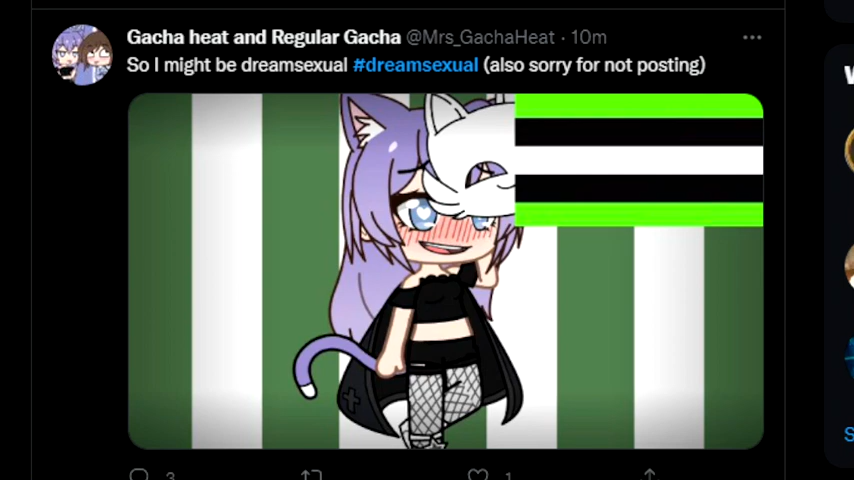 Gacha heat and Regular Gacha @Mrs_GachaHeat · 10m
So I might be dreamsexual #dreamsexual (also sorry for not posting)
3
1